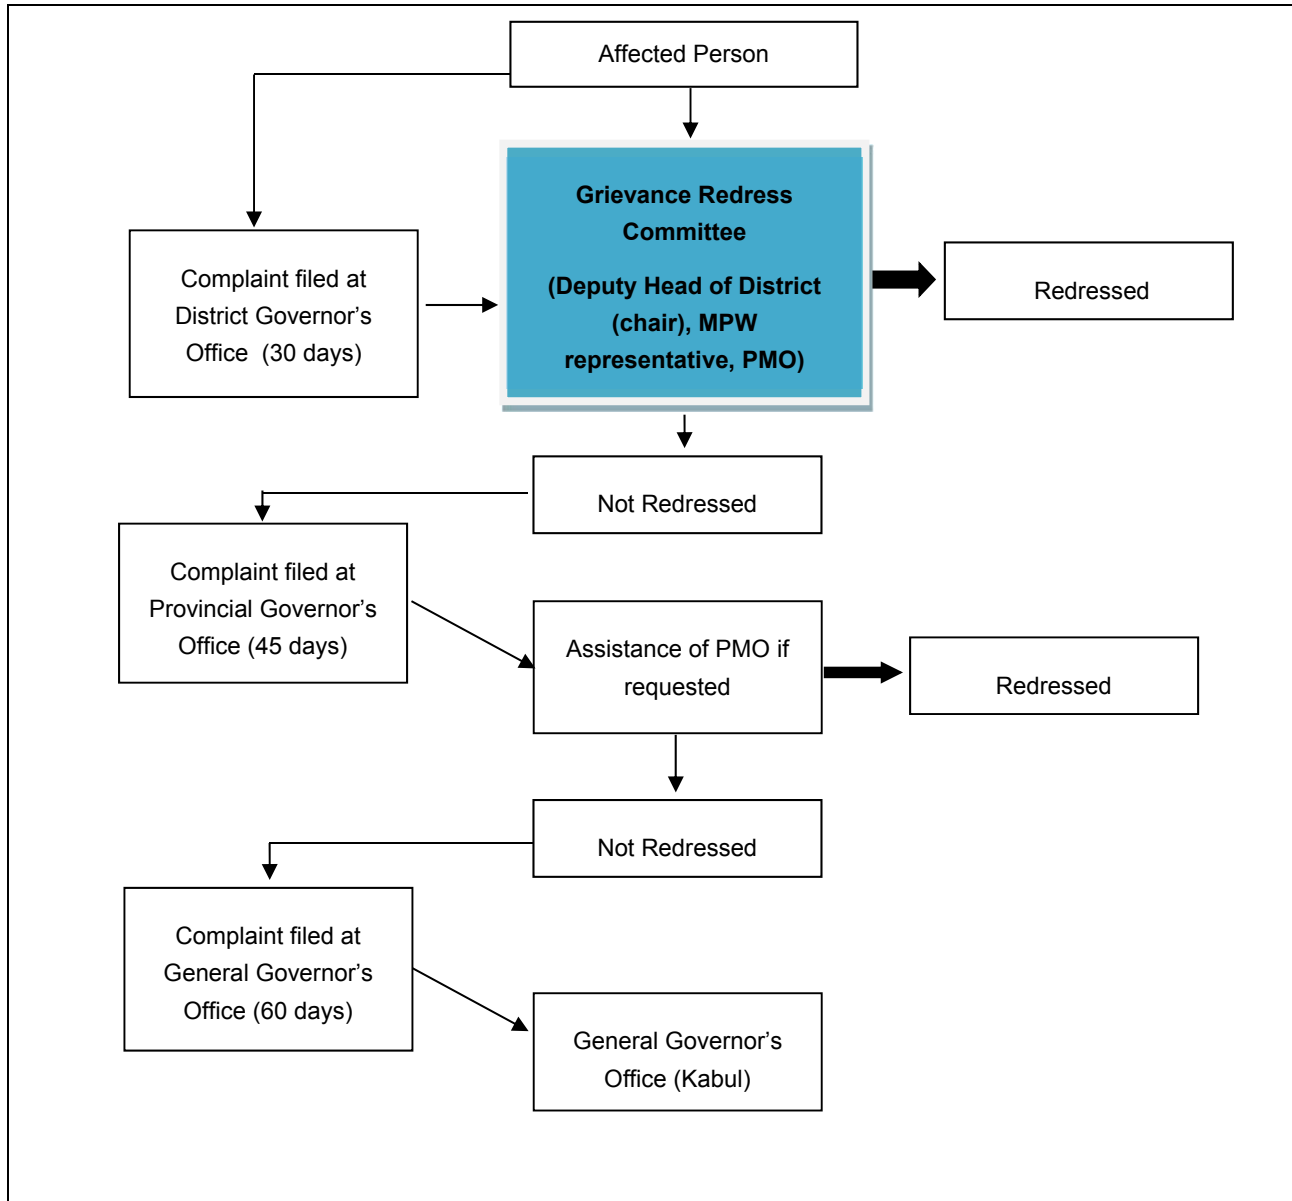 Affected Person
Grievance Redress
Committee
(Deputy Head of District
(chair), MPW
representative, PMO)
Complaint filed at
District Governor’s
Office  (30 days)
Redressed
Not Redressed
Complaint filed at
Provincial Governor’s
Office (45 days)
Assistance of PMO if
requested
Redressed
Not Redressed
Complaint filed at
General Governor’s
Office (60 days)
General Governor’s
Office (Kabul)